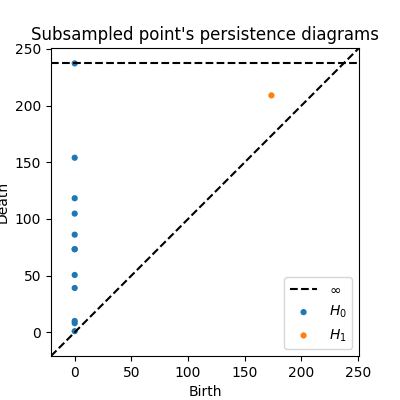 Subsampled point's persistence diagrams
250
200
150
100
50
0
Death
0 50 100 150 200 250
Birth
∞
H₀
H₁